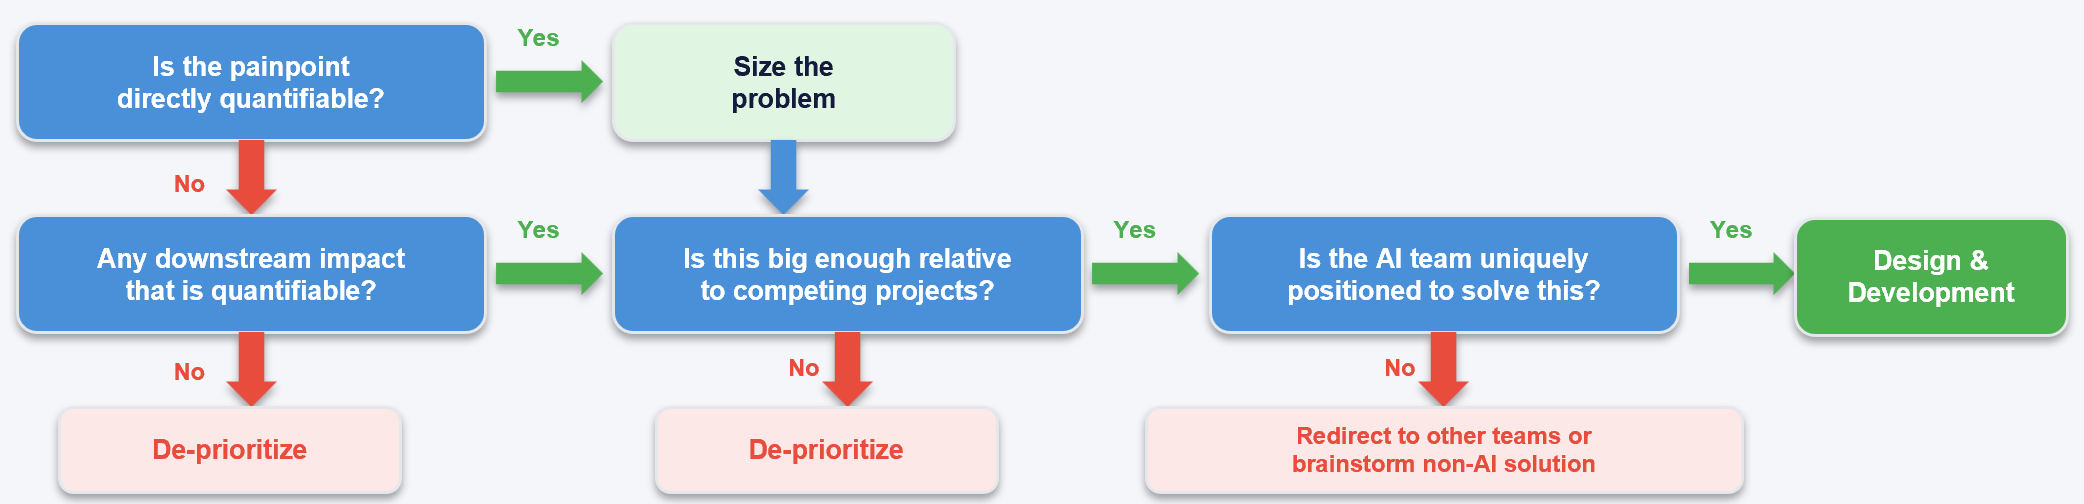 Is the painpoint
directly quantifiable?
Yes
Size the
problem
No
Any downstream impact
that is quantifiable?
Yes
Is this big enough relative
to competing projects?
Yes
Is the AI team uniquely
positioned to solve this?
Yes
Design &
Development
No
De-prioritize
No
De-prioritize
No
Redirect to other teams or
brainstorm non-AI solution